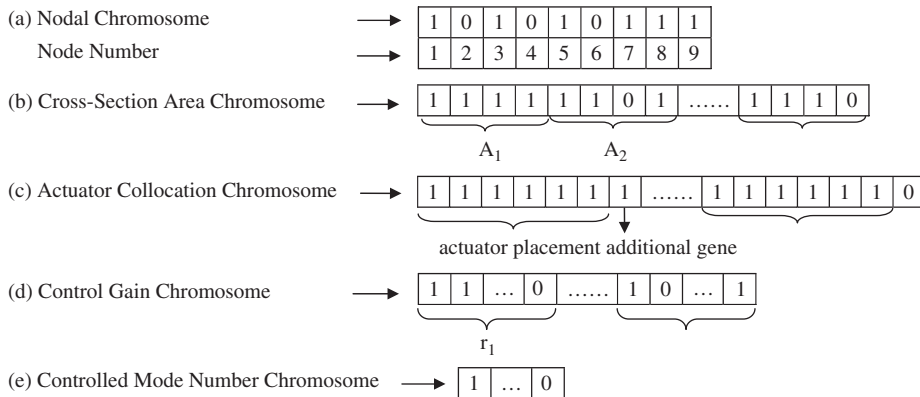 (a) Nodal Chromosome 1 0 1 0 1 0 1 1 1
Node Number 1 2 3 4 5 6 7 8 9
(b) Cross-Section Area Chromosome 1 1 1 1 1 1 0 1 ...... 1 1 1 0
A1 A2
(c) Actuator Collocation Chromosome 1 1 1 1 1 1 1 ...... 1 1 1 1 1 1 0
actuator placement additional gene
(d) Control Gain Chromosome 1 1 ... 0 ...... 1 0 ... 1
r1
(e) Controlled Mode Number Chromosome 1 ... 0